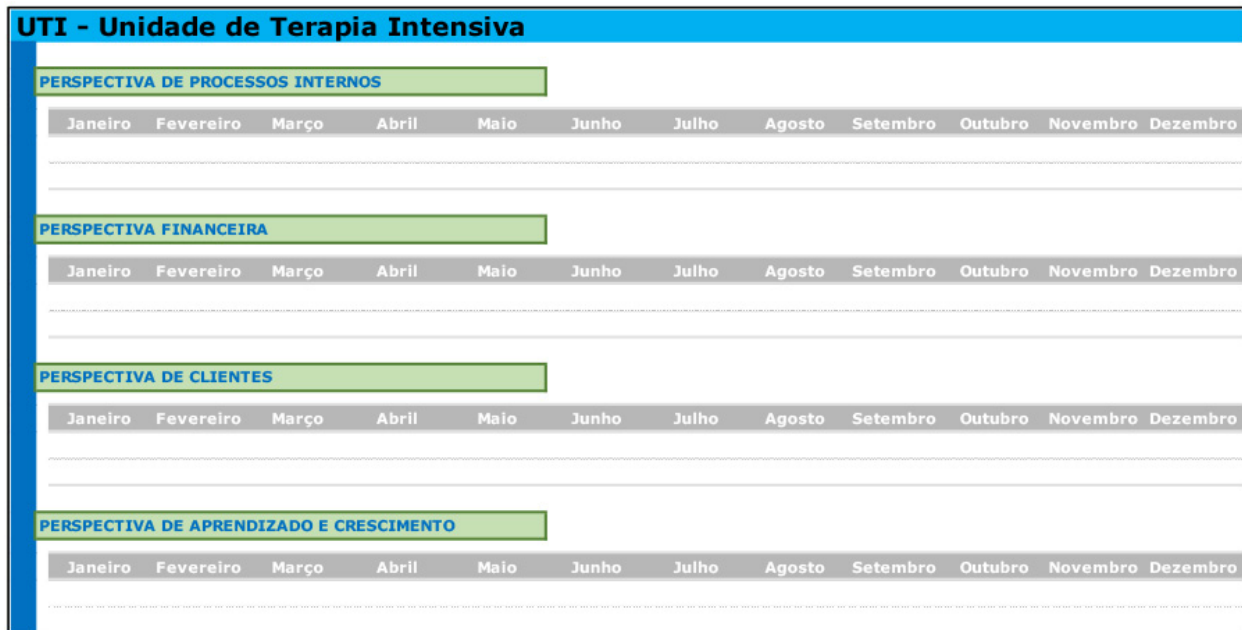 UTI - Unidade de Terapia Intensiva
PERSPECTIVA DE PROCESSOS INTERNOS
Janeiro Fevereiro Março Abril Maio Junho Julho Agosto Setembro Outubro Novembro Dezembro
PERSPECTIVA FINANCEIRA
Janeiro Fevereiro Março Abril Maio Junho Julho Agosto Setembro Outubro Novembro Dezembro
PERSPECTIVA DE CLIENTES
Janeiro Fevereiro Março Abril Maio Junho Julho Agosto Setembro Outubro Novembro Dezembro
PERSPECTIVA DE APRENDIZADO E CRESCIMENTO
Janeiro Fevereiro Março Abril Maio Junho Julho Agosto Setembro Outubro Novembro Dezembro